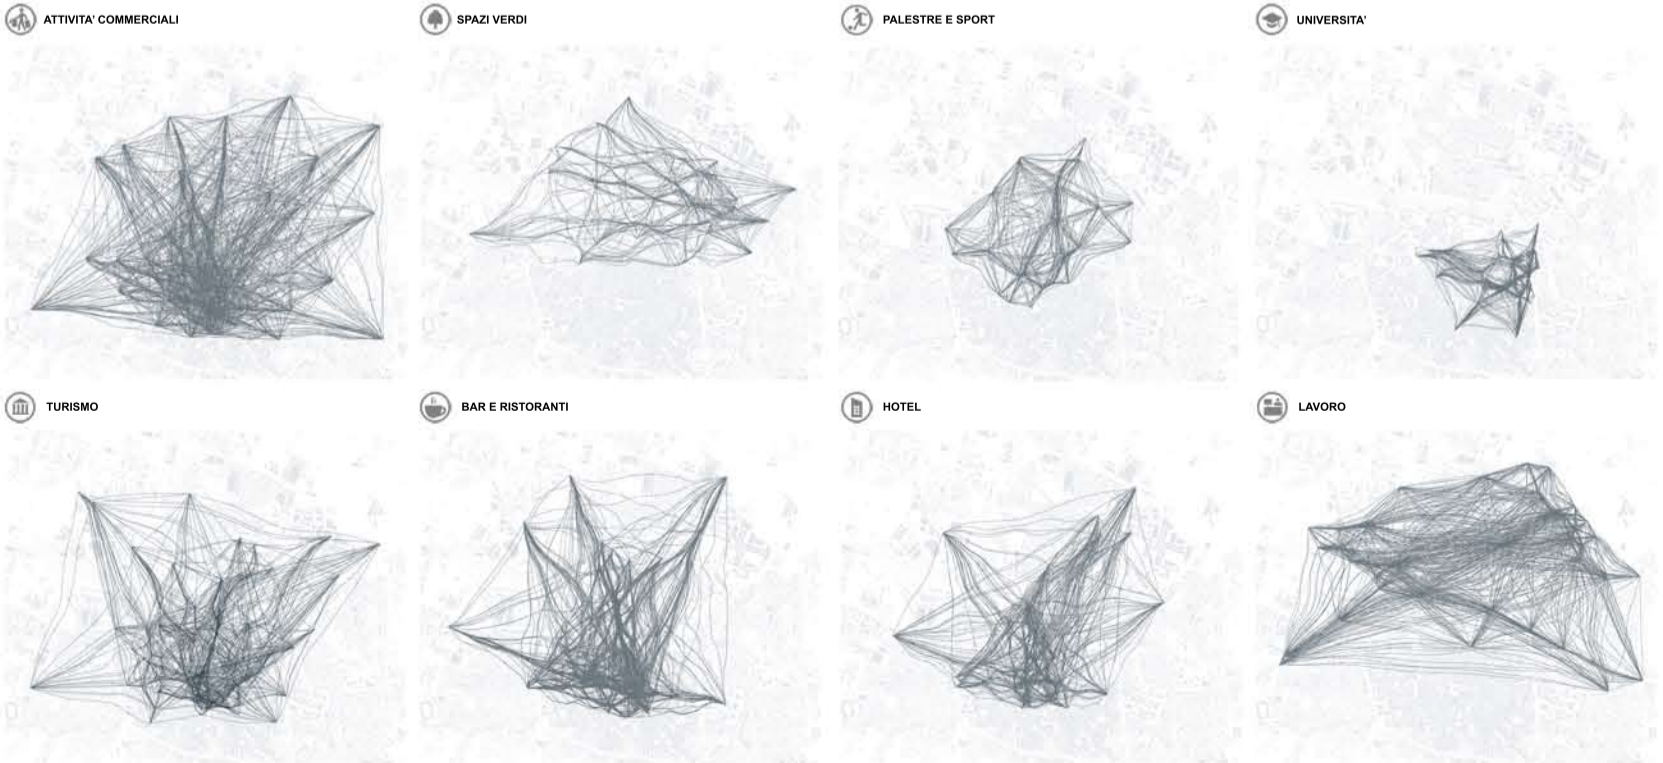 ATTIVITA' COMMERCIALI
SPAZI VERDI
PALESTRE E SPORT
UNIVERSITA'
TURISMO
BAR E RISTORANTI
HOTEL
LAVORO